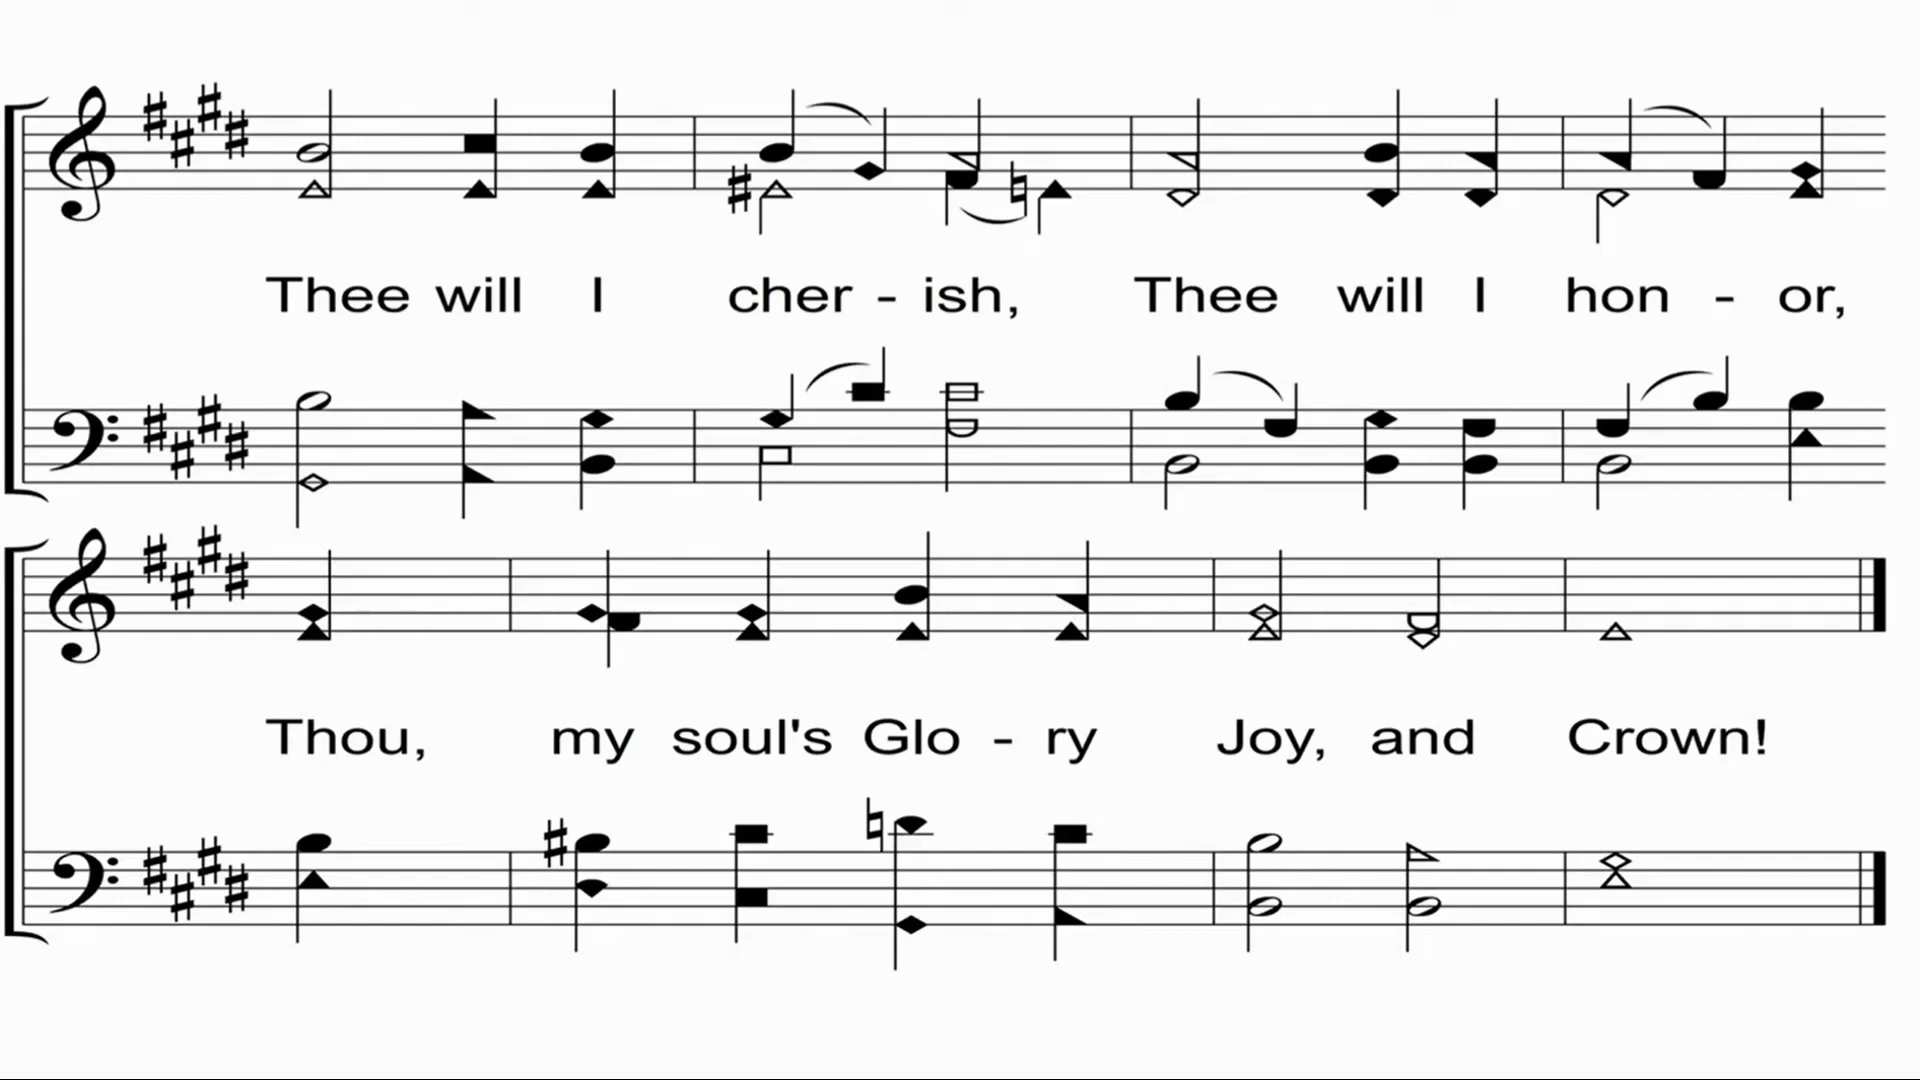 Thee will I cher - ish, Thee will I hon - or,
Thou, my soul's Glo - ry Joy, and Crown!